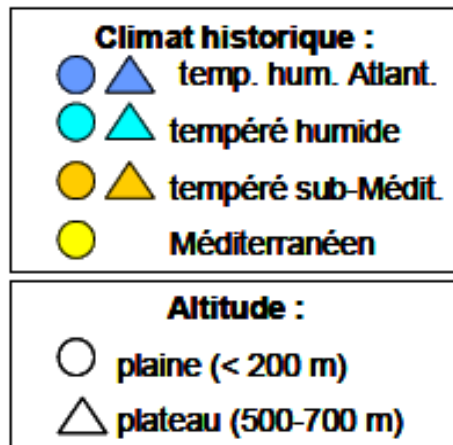 Climat historique :
temp. hum. Atlant.
tempéré humide
tempéré sub-Médit.
Méditerranéen
Altitude :
plaine (< 200 m)
plateau (500-700 m)